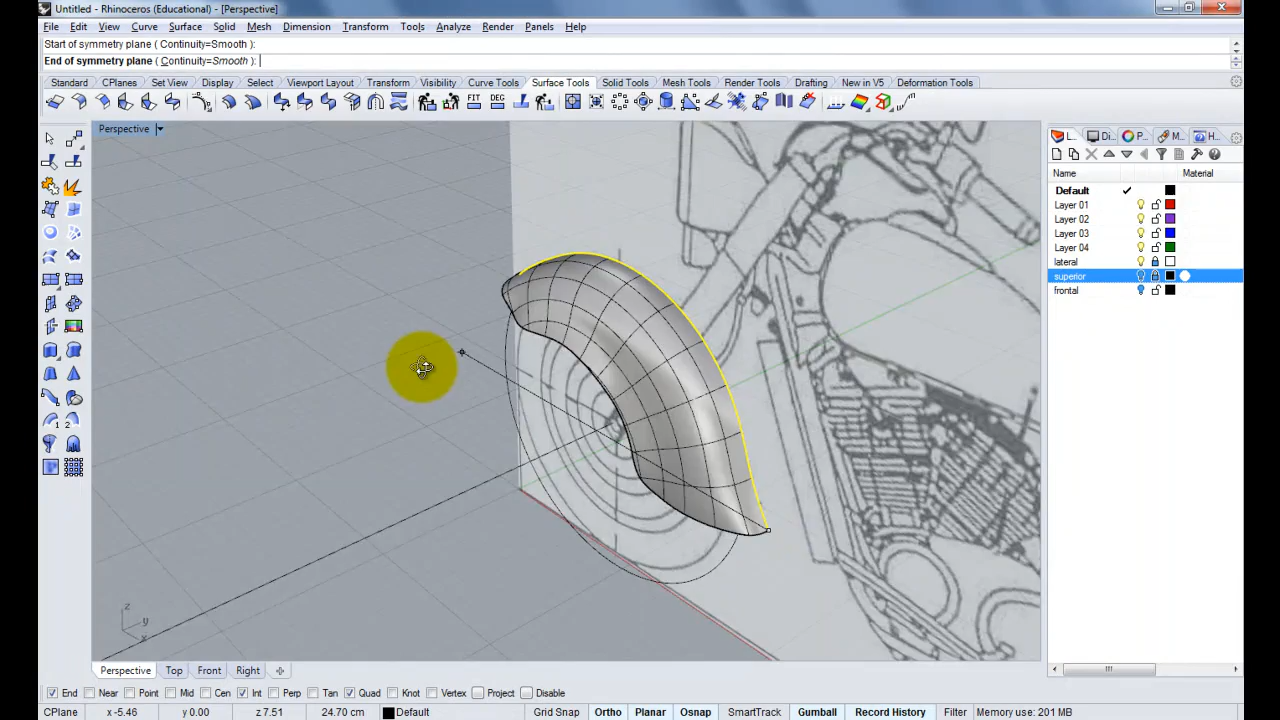 Untitled - Rhinoceros (Educational) - [Perspective]
File Edit View Curve Surface Solid Mesh Dimension Transform Tools Analyze Render Panels Help
Start of symmetry plane ( Continuity=Smooth ):
End of symmetry plane ( Continuity=Smooth ):
Standard CPlanes Set View Display Select Viewport Layout Transform Visibility Curve Tools Surface Tools Solid Tools Mesh Tools Render Tools Drafting New in V5 Deformation Tools
FIT DEG
Perspective
L... Di... P... M... H...
Name Material
Default
Layer 01
Layer 02
Layer 03
Layer 04
lateral
superior
frontal
1 2
z
y
x
Perspective Top Front Right
End Near Point Mid Cen Int Perp Tan Quad Knot Vertex Project Disable
CPlane x -5.46 y 0.00 z 7.51 24.70 cm Default Grid Snap Ortho Planar Osnap SmartTrack Gumball Record History Filter Memory use: 201 MB